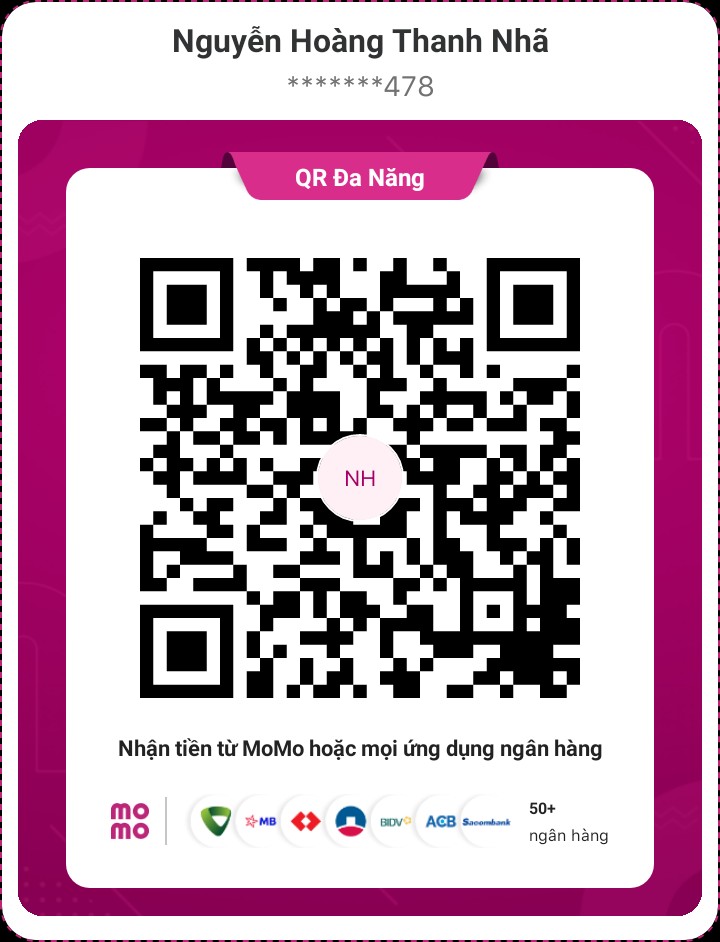 Nguyễn Hoàng Thanh Nhã
*******478
QR Đa Năng
NH
Nhận tiền từ MoMo hoặc mọi ứng dụng ngân hàng
mo
mo
MB
BIDV
ACB
Sacombank
50+
ngân hàng